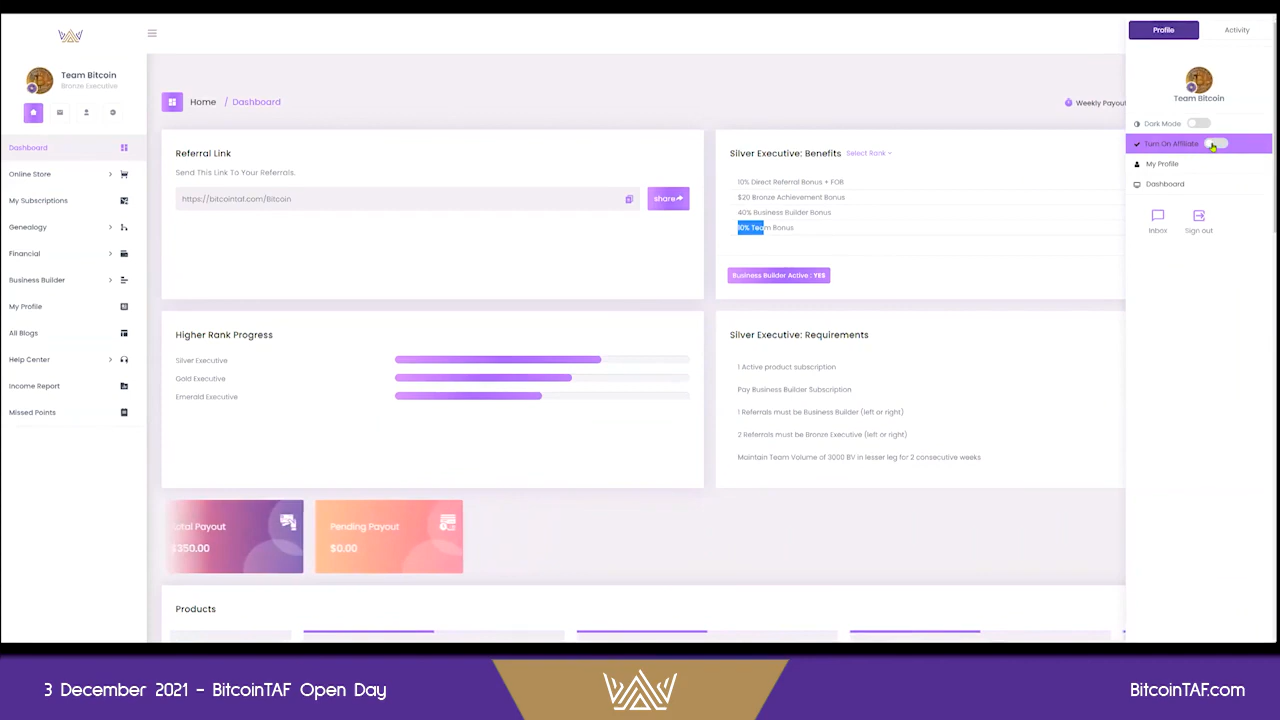 Team Bitcoin
Bronze Executive
Dashboard
Online Store
My Subscriptions
Genealogy
Financial
Business Builder
My Profile
All Blogs
Help Center
Income Report
Missed Points
Home / Dashboard
Weekly Payou
Referral Link
Send This Link To Your Referrals.
https://bitcointaf.com/Bitcoin
share
Silver Executive: Benefits Select Rank
10% Direct Referral Bonus + FOB
$20 Bronze Achievement Bonus
40% Business Builder Bonus
10% Team Bonus
Business Builder Active : YES
Higher Rank Progress
Silver Executive
Gold Executive
Emerald Executive
Silver Executive: Requirements
1 Active product subscription
Pay Business Builder Subscription
1 Referrals must be Business Builder (left or right)
2 Referrals must be Bronze Executive (left or right)
Maintain Team Volume of 3000 BV in lesser leg for 2 consecutive weeks
Total Payout
$350.00
Pending Payout
$0.00
Products
Profile Activity
Team Bitcoin
Dark Mode
Turn On Affiliate
My Profile
Dashboard
Inbox Sign out
3 December 2021 - BitcoinTAF Open Day
BitcoinTAF.com